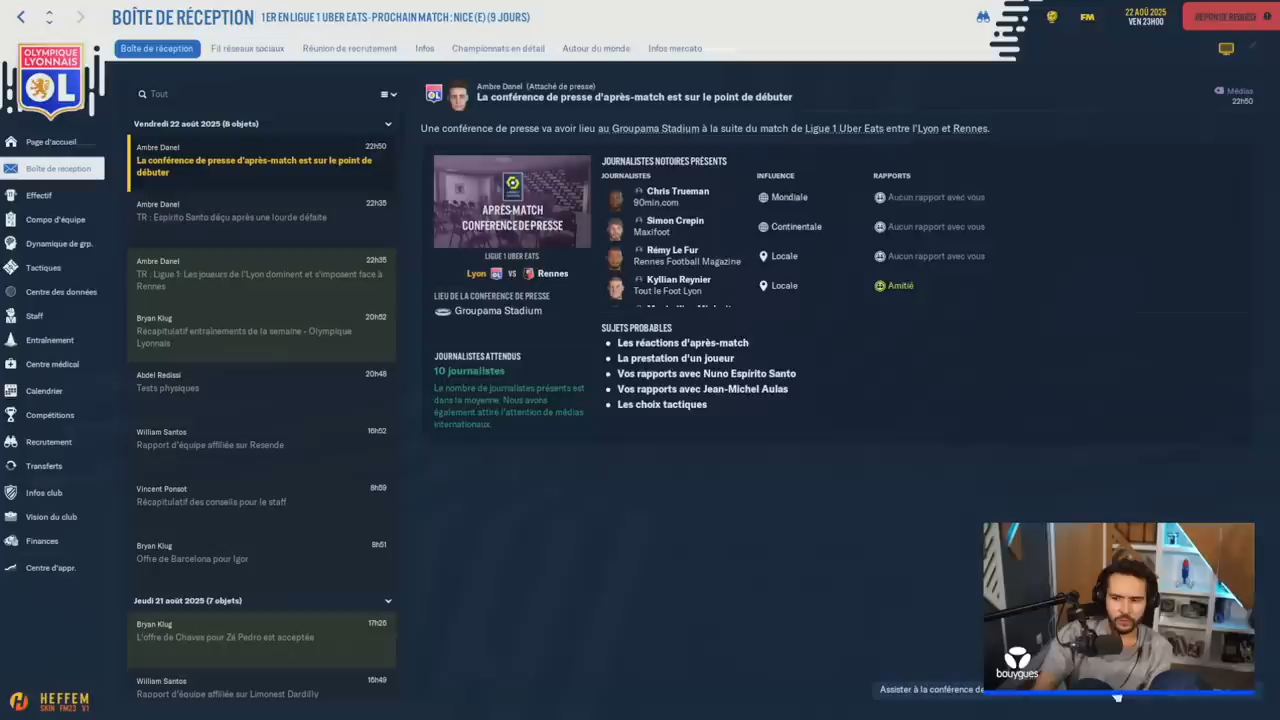 BOÎTE DE RÉCEPTION
1ER EN LIGUE 1 UBER EATS - PROCHAIN MATCH : NICE (E) (9 JOURS)
FM
22 AOÛ 2025
VEN 23H00
Boîte de réception
Fil réseaux sociaux
Réunion de recrutement
Infos
Championnats en détail
Autour du monde
Infos mercato
OLYMPIQUE
LYONNAIS
OL
Page d'accueil
Boîte de réception
Effectif
Compo d'équipe
Dynamique de grp.
Tactiques
Centre des données
Staff
Entraînement
Centre médical
Calendrier
Compétitions
Recrutement
Transferts
Infos club
Vision du club
Finances
Centre d'appr.
HEFFEM
SKIN FM23 V1
Tout
Vendredi 22 août 2025 (8 objets)
Ambre Danel 22h50
La conférence de presse d'après-match est sur le point de
débuter
Ambre Danel 22h35
TR : Espírito Santo déçu après une lourde défaite
Ambre Danel 22h35
TR : Ligue 1: Les joueurs de l'Lyon dominent et s'imposent face à
Rennes
Bryan Klug 20h52
Récapitulatif entraînements de la semaine - Olympique
Lyonnais
Abdel Redissi 20h48
Tests physiques
William Santos 16h52
Rapport d'équipe affiliée sur Resende
Vincent Ponsot 8h59
Récapitulatif des conseils pour le staff
Bryan Klug 8h51
Offre de Barcelona pour Igor
Jeudi 21 août 2025 (7 objets)
Bryan Klug 17h26
L'offre de Chaves pour Zé Pedro est acceptée
William Santos 16h49
Rapport d'équipe affiliée sur Limonest Dardilly
Ambre Danel (Attaché de presse)
La conférence de presse d'après-match est sur le point de débuter
Médias
22h50
Une conférence de presse va avoir lieu au Groupama Stadium à la suite du match de Ligue 1 Uber Eats entre l'Lyon et Rennes.
APRÈS-MATCH
CONFÉRENCE DE PRESSE
LIGUE 1 UBER EATS
Lyon VS Rennes
LIEU DE LA CONFÉRENCE DE PRESSE
Groupama Stadium
JOURNALISTES ATTENDUS
10 journalistes
Le nombre de journalistes présents est
dans la moyenne. Nous avons
également attiré l'attention de médias
internationaux.
JOURNALISTES NOTOIRES PRÉSENTS
JOURNALISTES INFLUENCE RAPPORTS
Chris Trueman
90min.com
Mondiale
Aucun rapport avec vous
Simon Crepin
Maxifoot
Continentale
Aucun rapport avec vous
Rémy Le Fur
Rennes Football Magazine
Locale
Aucun rapport avec vous
Kyllian Reynier
Tout le Foot Lyon
Locale
Amitié
SUJETS PROBABLES
Les réactions d'après-match
La prestation d'un joueur
Vos rapports avec Nuno Espírito Santo
Vos rapports avec Jean-Michel Aulas
Les choix tactiques
Assister à la conférence de
bouygues